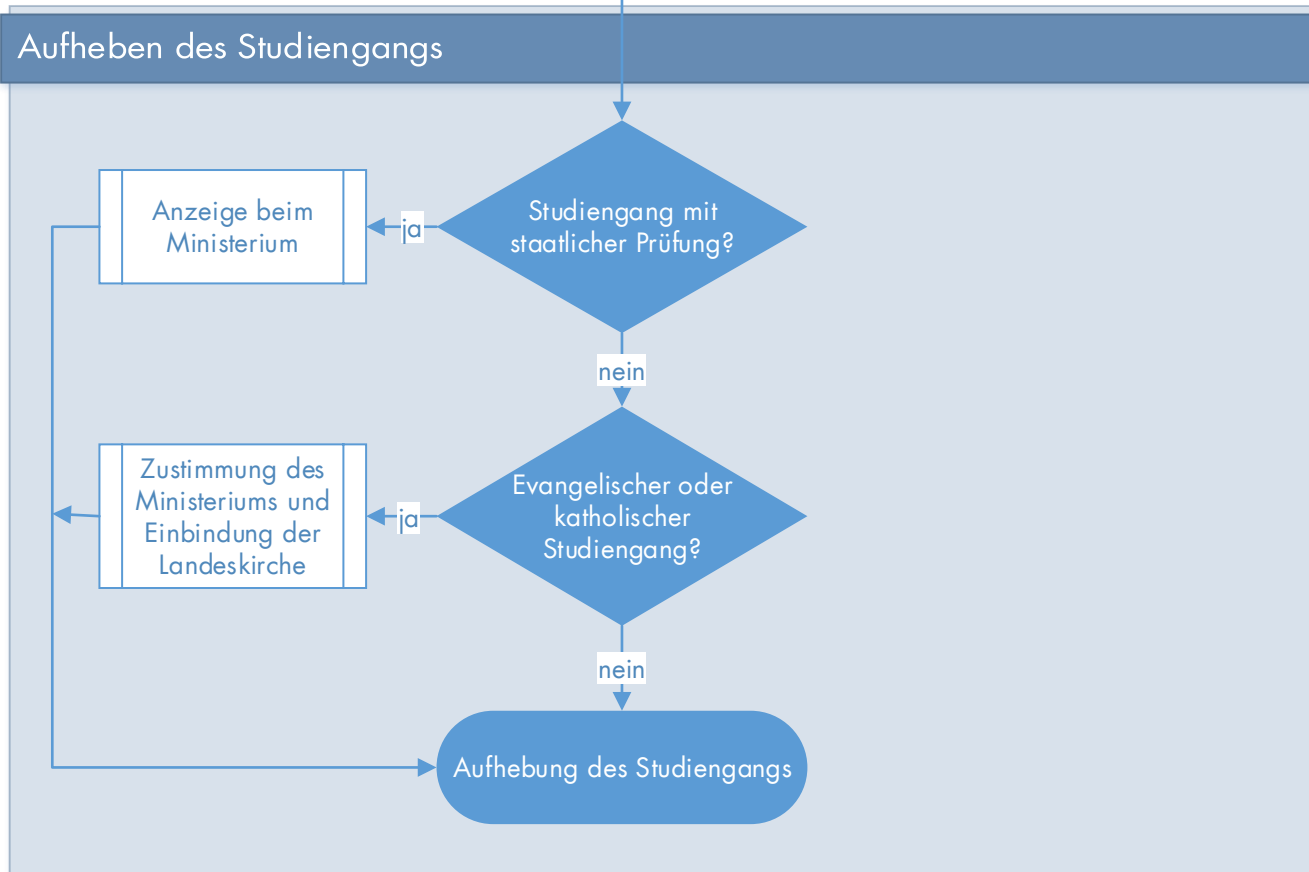 Aufheben des Studiengangs
Studiengang mit
staatlicher Prüfung?
ja
Anzeige beim
Ministerium
nein
Evangelischer oder
katholischer
Studiengang?
ja
Zustimmung des
Ministeriums und
Einbindung der
Landeskirche
nein
Aufhebung des Studiengangs